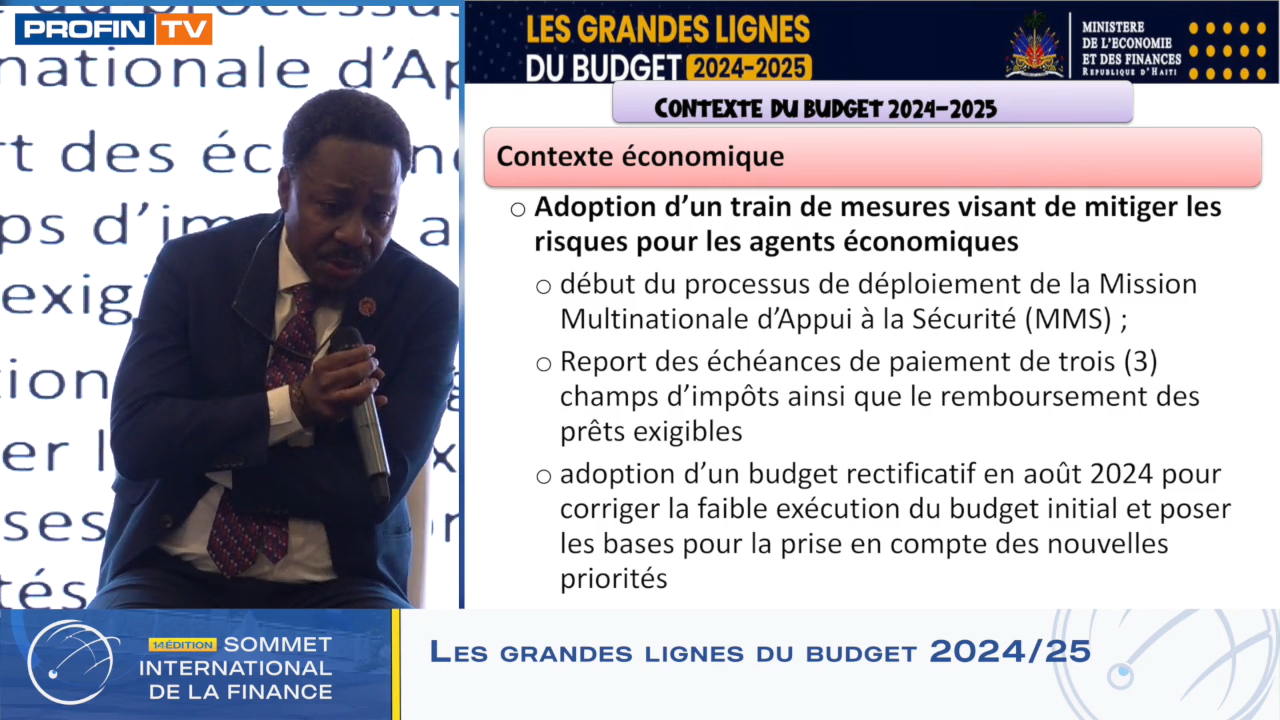 PROFIN TV
u processus
nationale d'Ap
rt des éc
ps d'im a
exig
ion
er l x
ses or
tés
LES GRANDES LIGNES
DU BUDGET 2024-2025
MINISTERE
DE L'ECONOMIE
ET DES FINANCES
REPUBLIQUE D'HAITI
CONTEXTE DU BUDGET 2024-2025
Contexte économique
Adoption d'un train de mesures visant de mitiger les
risques pour les agents économiques
début du processus de déploiement de la Mission
Multinationale d'Appui à la Sécurité (MMS) ;
Report des échéances de paiement de trois (3)
champs d'impôts ainsi que le remboursement des
prêts exigibles
adoption d'un budget rectificatif en août 2024 pour
corriger la faible exécution du budget initial et poser
les bases pour la prise en compte des nouvelles
priorités
14ÉDITION SOMMET
INTERNATIONAL
DE LA FINANCE
LES GRANDES LIGNES DU BUDGET 2024/25